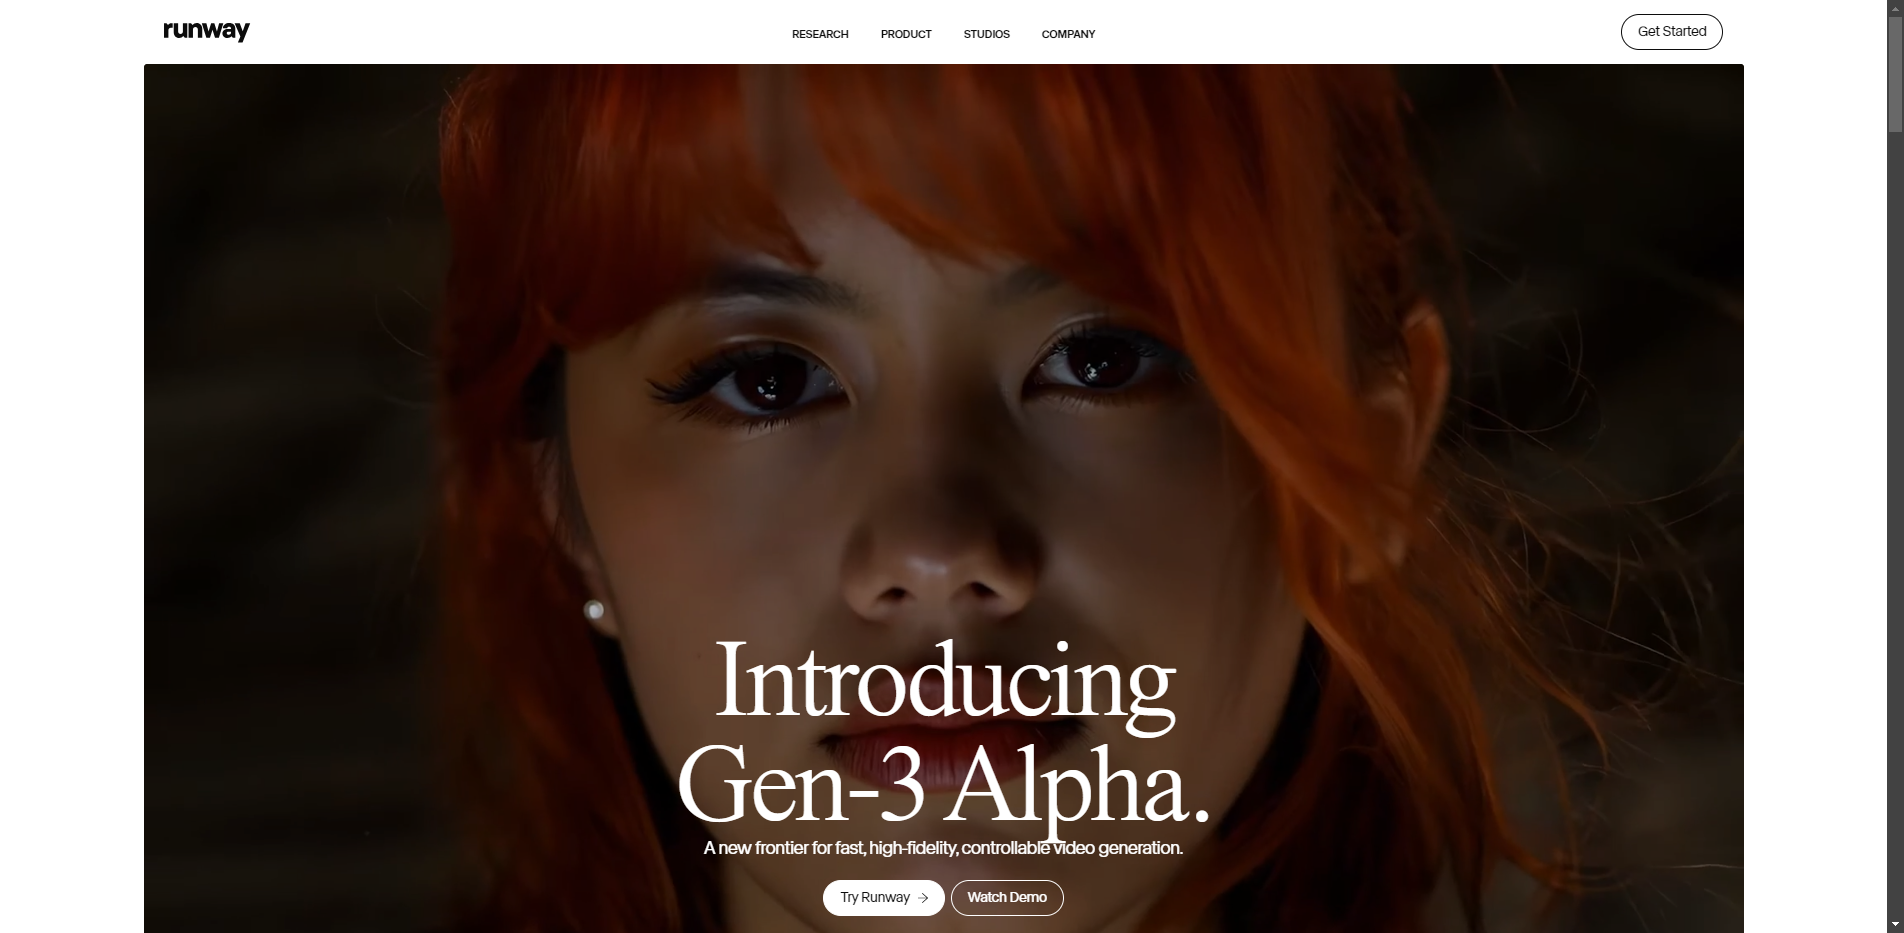 runway
RESEARCH PRODUCT STUDIOS COMPANY
Get Started
Introducing
Gen-3 Alpha.
A new frontier for fast, high-fidelity, controllable video generation.
Try Runway → Watch Demo